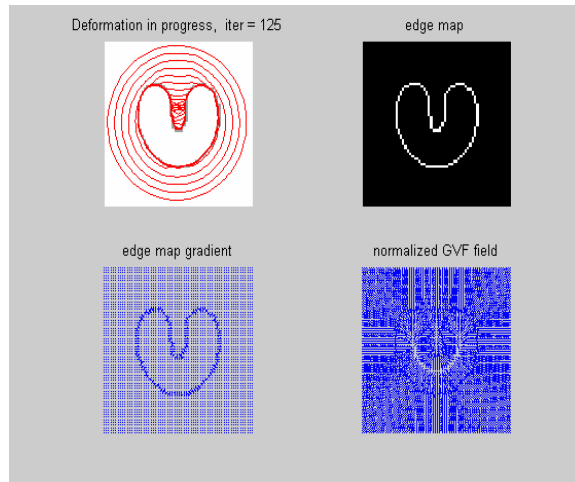 Deformation in progress,  iter = 125
edge map
edge map gradient
normalized GVF field